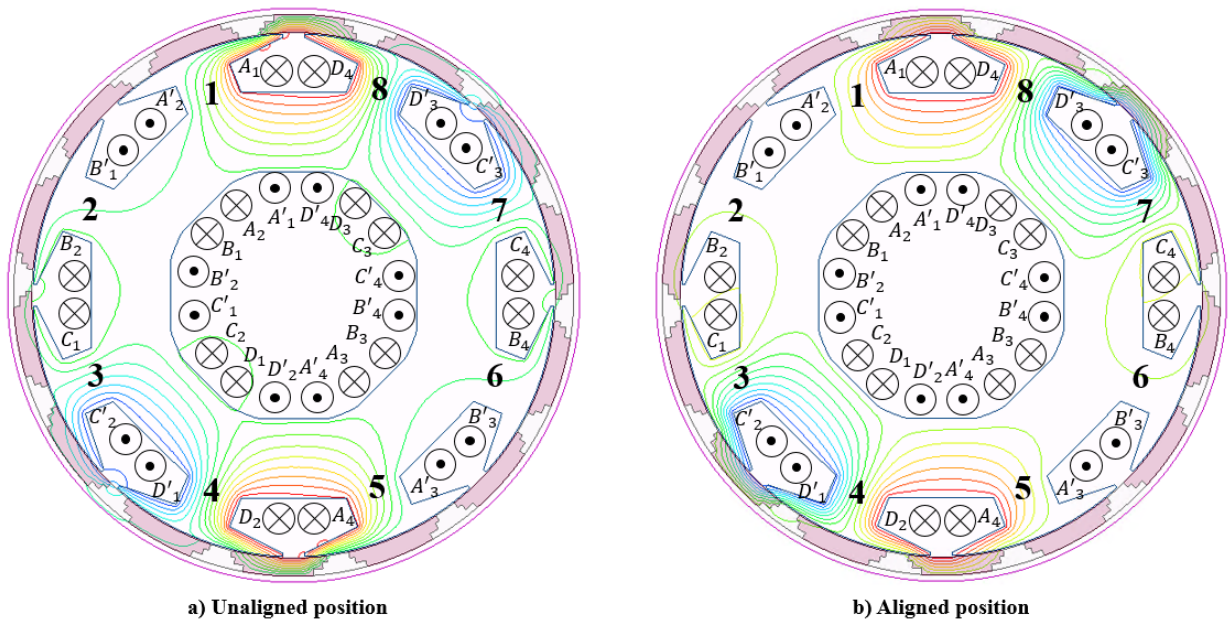 A₁ D₄
1 8
A'₂ D'₃
B'₁ C'₃
2 7
A'₁ D'₄ D₃
A₂ C₃
B₁
B₂ B'₂ C'₄ C₄
C₁ C'₁ B'₄ B₄
C₂ B₃
D₁ D'₂ A'₄ A₃
3 6
C'₂ B'₃
D'₁ A'₃
4 5
D₂ A₄
a) Unaligned position
A₁ D₄
1 8
A'₂ D'₃
B'₁ C'₃
2 7
A'₁ D'₄ D₃
A₂ C₃
B₁
B₂ B'₂ C'₄ C₄
C₁ C'₁ B'₄ B₄
C₂ B₃
D₁ D'₂ A'₄ A₃
3 6
C'₂ B'₃
D'₁ A'₃
4 5
D₂ A₄
b) Aligned position